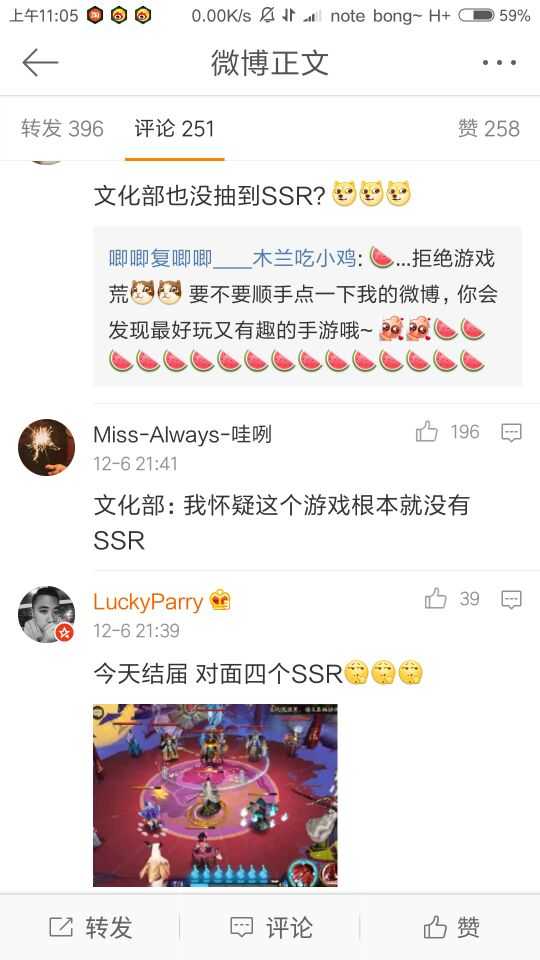 上午11:05
0.00K/s
note bong~ H+
59%
微博正文
转发 396
评论 251
赞 258
文化部也没抽到SSR?
唧唧复唧唧____木兰吃小鸡: ...拒绝游戏
荒 要不要顺手点一下我的微博, 你会
发现最好玩又有趣的手游哦~
Miss-Always-哇咧
196
12-6 21:41
文化部: 我怀疑这个游戏根本就没有
SSR
LuckyParry
39
12-6 21:39
今天结届 对面四个SSR
转发
评论
赞